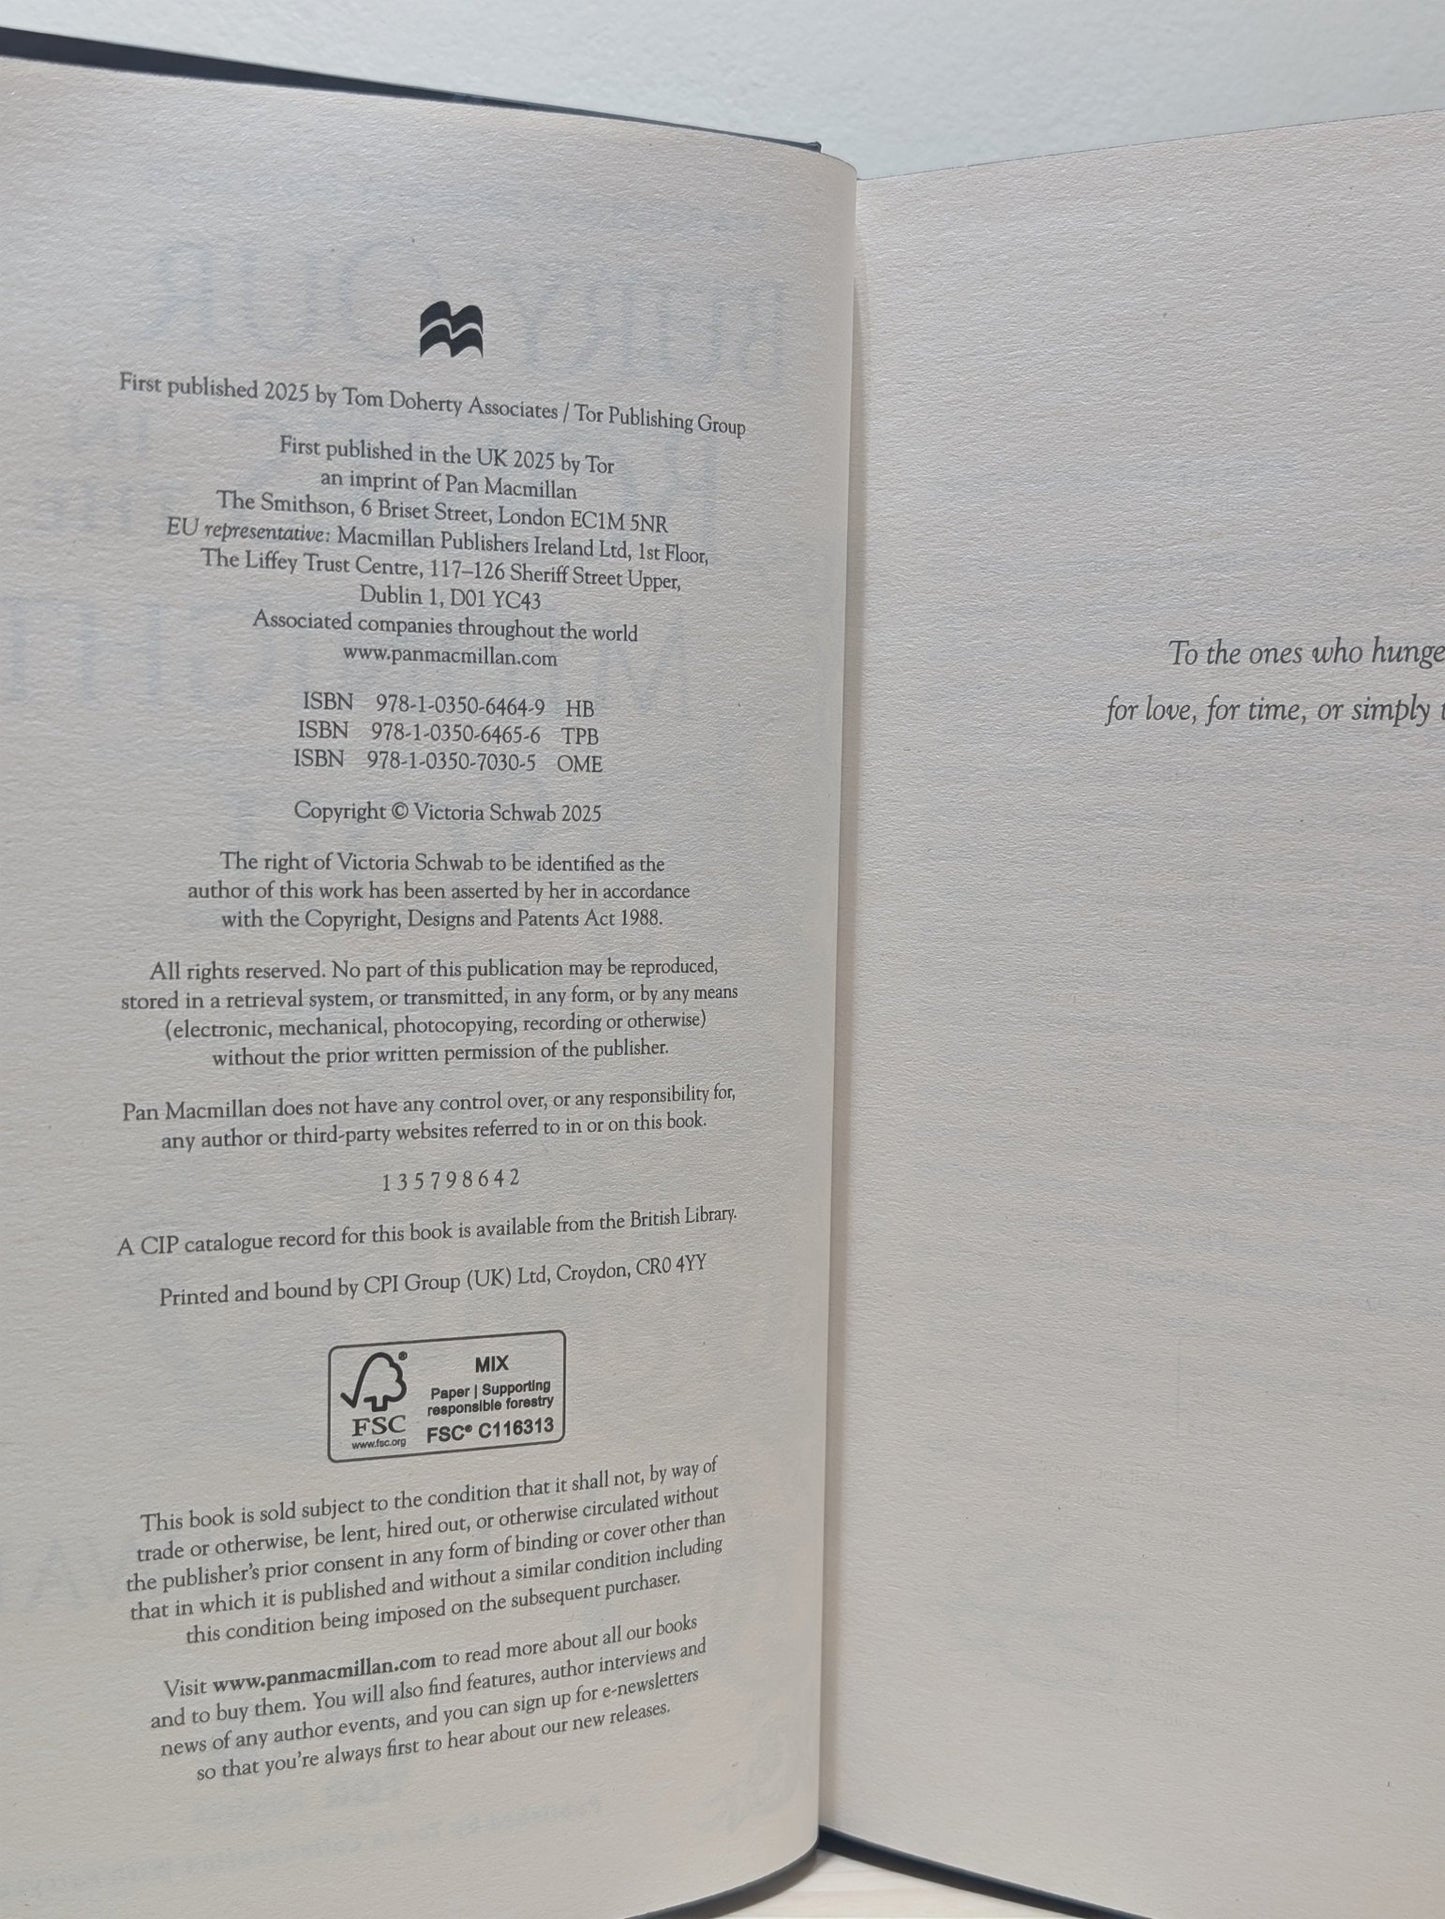 First published 2025 by Tom Doherty Associates / Tor Publishing Group
First published in the UK 2025 by Tor
an imprint of Pan Macmillan
The Smithson, 6 Briset Street, London EC1M 5NR
EU representative: Macmillan Publishers Ireland Ltd, 1st Floor,
The Liffey Trust Centre, 117–126 Sheriff Street Upper,
Dublin 1, D01 YC43
Associated companies throughout the world
www.panmacmillan.com
ISBN 978-1-0350-6464-9 HB
ISBN 978-1-0350-6465-6 TPB
ISBN 978-1-0350-7030-5 OME
Copyright © Victoria Schwab 2025
The right of Victoria Schwab to be identified as the
author of this work has been asserted by her in accordance
with the Copyright, Designs and Patents Act 1988.
All rights reserved. No part of this publication may be reproduced,
stored in a retrieval system, or transmitted, in any form, or by any means
(electronic, mechanical, photocopying, recording or otherwise)
without the prior written permission of the publisher.
Pan Macmillan does not have any control over, or any responsibility for,
any author or third-party websites referred to in or on this book.
1 3 5 7 9 8 6 4 2
A CIP catalogue record for this book is available from the British Library.
Printed and bound by CPI Group (UK) Ltd, Croydon, CR0 4YY
FSC
www.fsc.org
MIX
Paper | Supporting
responsible forestry
FSC® C116313
This book is sold subject to the condition that it shall not, by way of
trade or otherwise, be lent, hired out, or otherwise circulated without
the publisher's prior consent in any form of binding or cover other than
that in which it is published and without a similar condition including
this condition being imposed on the subsequent purchaser.
Visit www.panmacmillan.com to read more about all our books
and to buy them. You will also find features, author interviews and
news of any author events, and you can sign up for e-newsletters
so that you're always first to hear about our new releases.
To the ones who hunge
for love, for time, or simply t